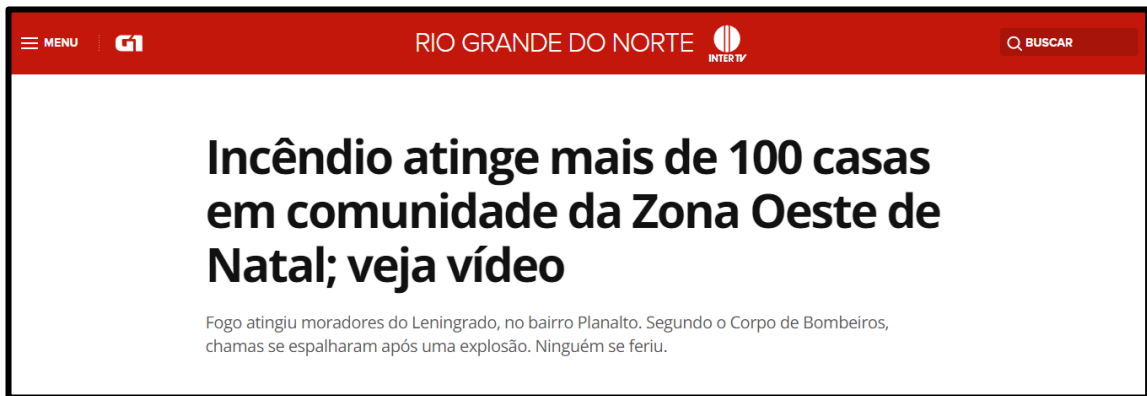 MENU
G1
RIO GRANDE DO NORTE
INTER TV
BUSCAR
Incêndio atinge mais de 100 casas
em comunidade da Zona Oeste de
Natal; veja vídeo
Fogo atingiu moradores do Leningrado, no bairro Planalto. Segundo o Corpo de Bombeiros,
chamas se espalharam após uma explosão. Ninguém se feriu.